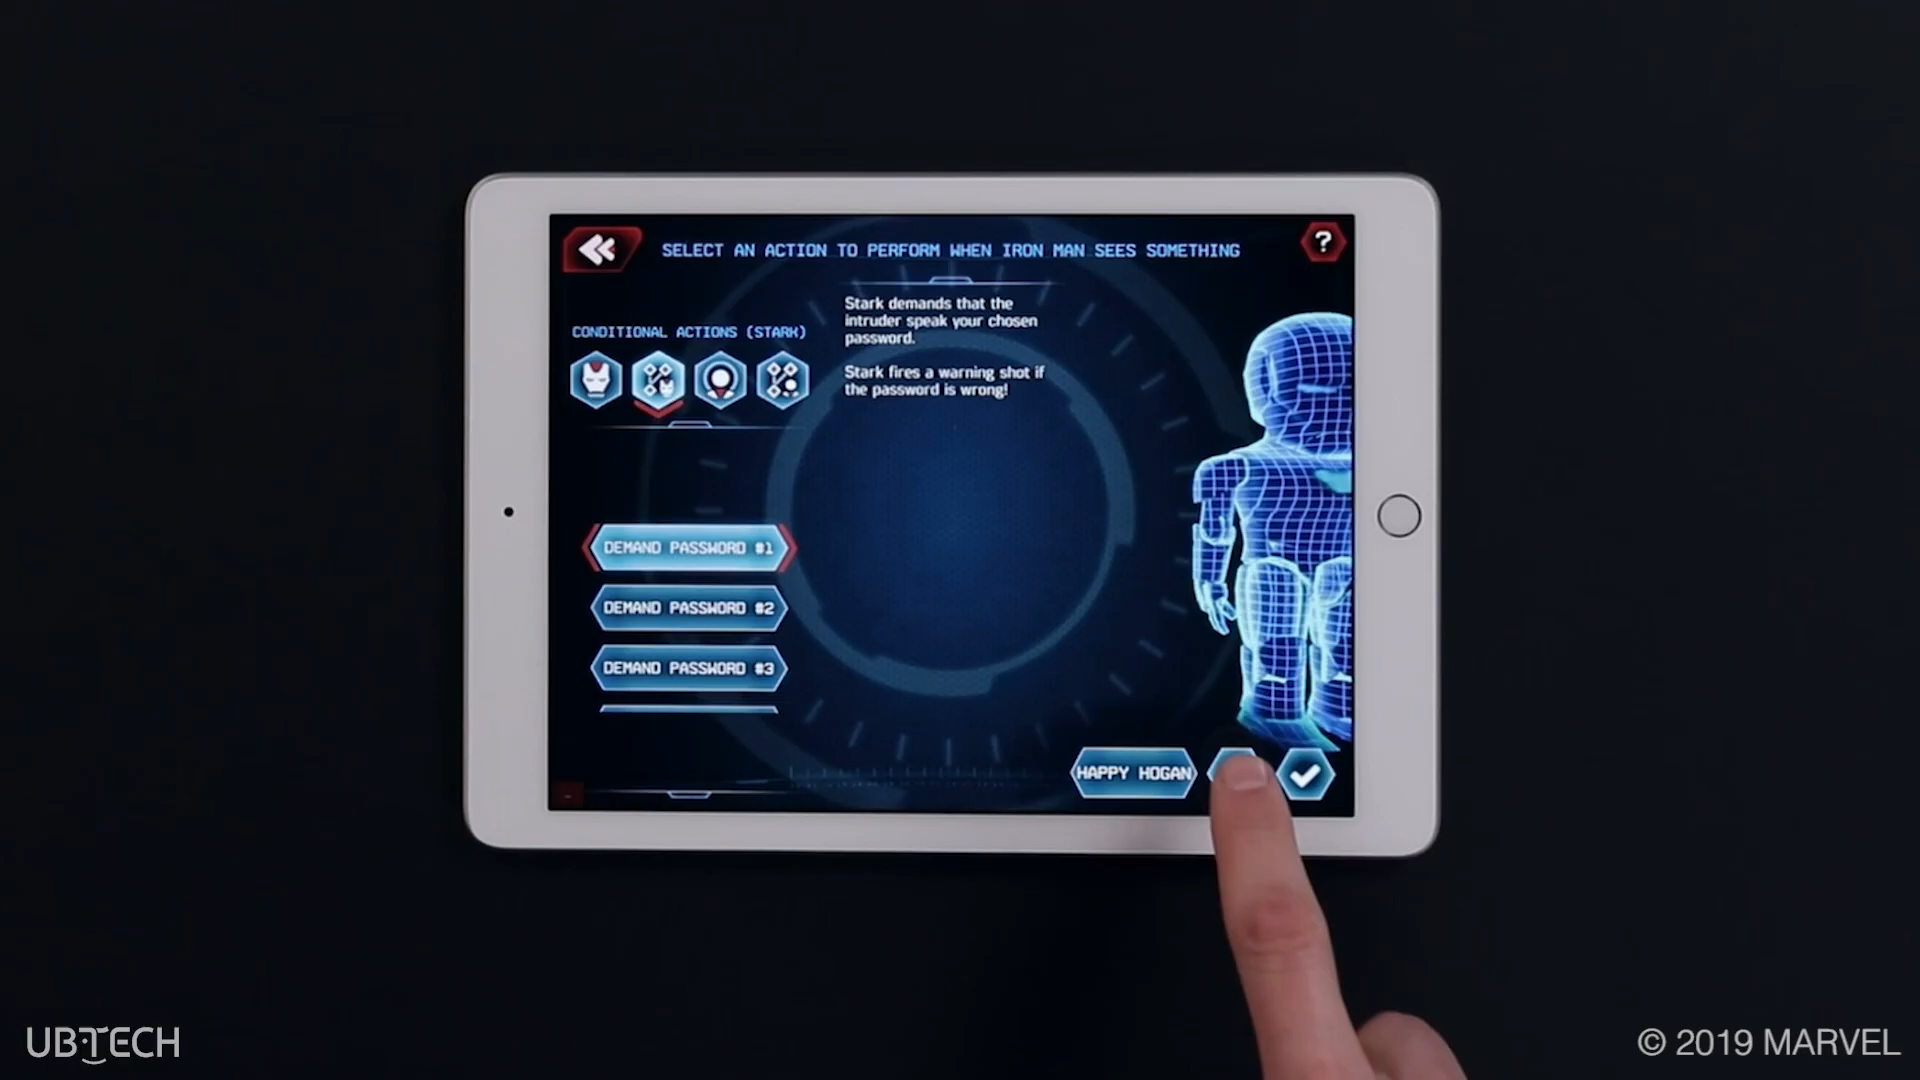 SELECT AN ACTION TO PERFORM WHEN IRON MAN SEES SOMETHING
?
CONDITIONAL ACTIONS (STARK)
Stark demands that the
intruder speak your chosen
password.
Stark fires a warning shot if
the password is wrong!
DEMAND PASSWORD #1
DEMAND PASSWORD #2
DEMAND PASSWORD #3
HAPPY HOGAN
UBTECH
© 2019 MARVEL